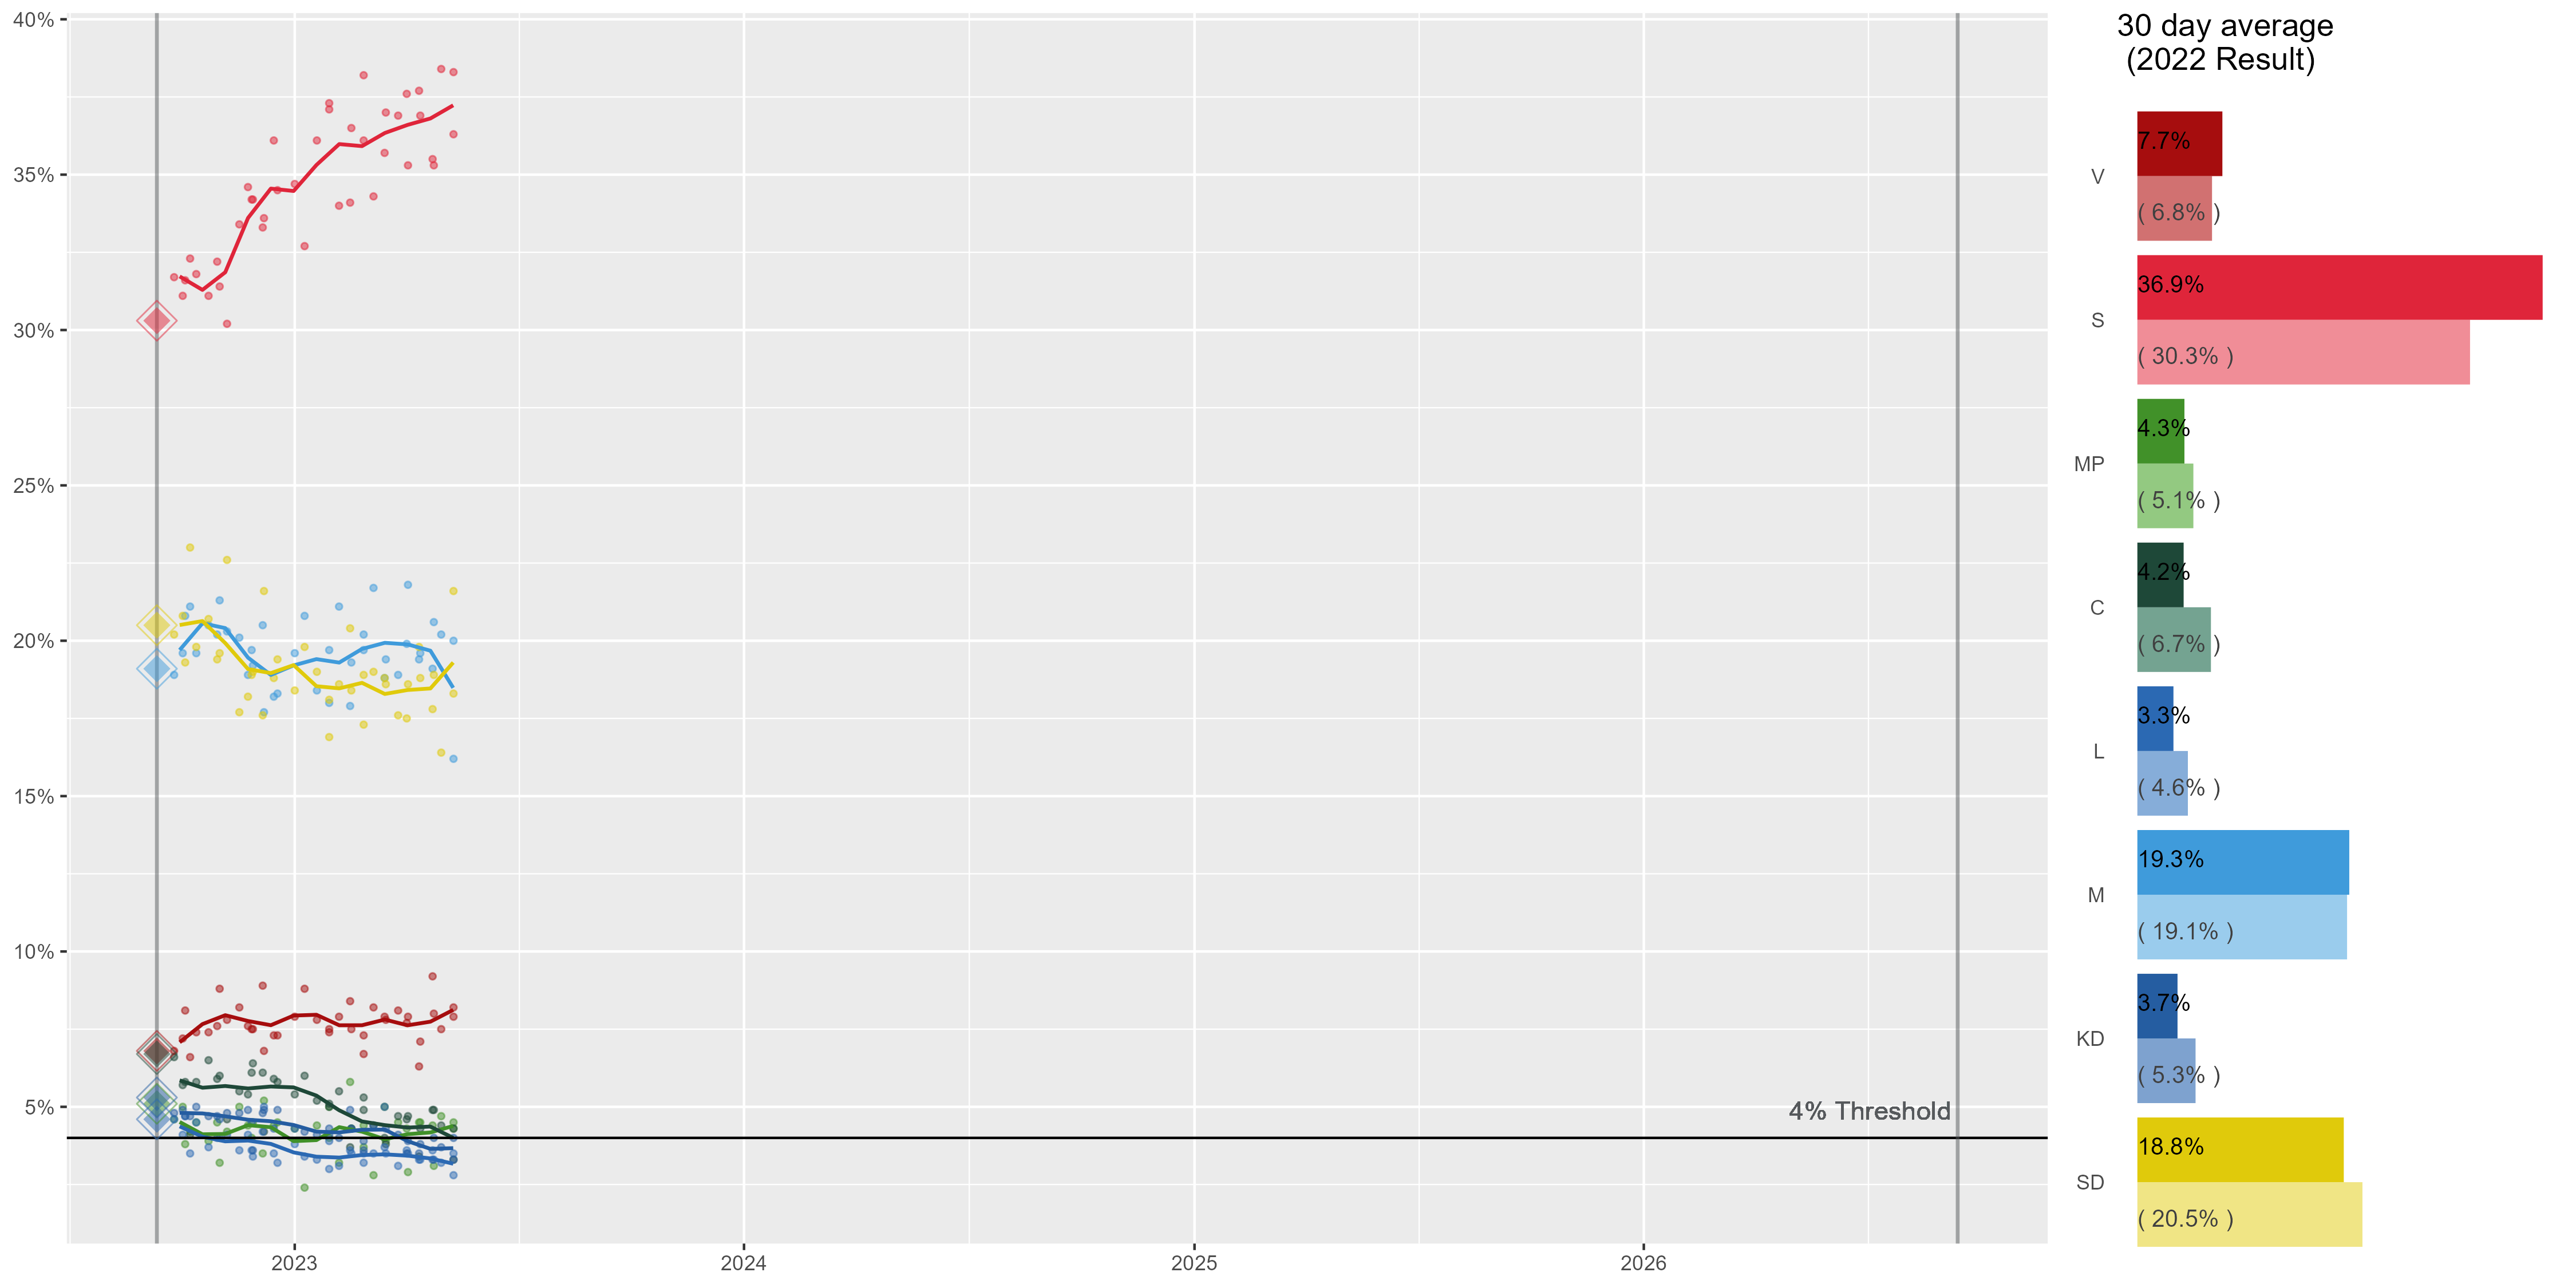 40%
35%
30%
25%
20%
15%
10%
5%
4% Threshold
2023
2024
2025
2026
30 day average
(2022 Result)
V
7.7%
( 6.8% )
S
36.9%
( 30.3% )
MP
4.3%
( 5.1% )
C
4.2%
( 6.7% )
L
3.3%
( 4.6% )
M
19.3%
( 19.1% )
KD
3.7%
( 5.3% )
SD
18.8%
( 20.5% )